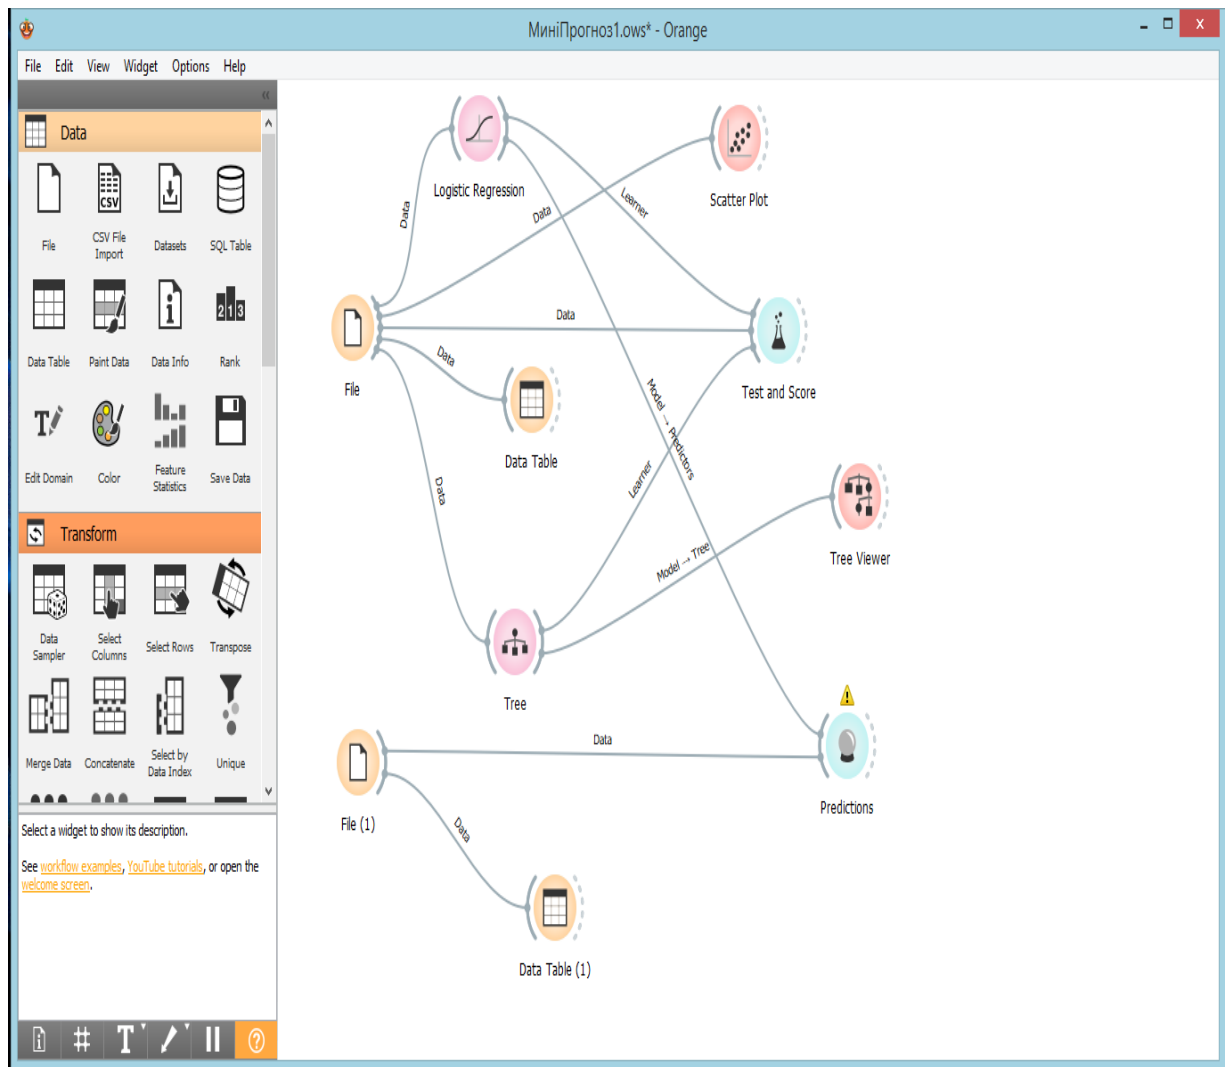 МиніПрогноз1.ows* - Orange
x
File Edit View Widget Options Help
Data
File
CSV
CSV File
Import
Datasets
SQL Table
Data Table
Paint Data
Data Info
2 1 3
Rank
T
Edit Domain
Color
Feature
Statistics
Save Data
Transform
Data
Sampler
Select
Columns
Select Rows
Transpose
Merge Data
Concatenate
Select by
Data Index
Unique
Select a widget to show its description.
See workflow examples, YouTube tutorials, or open the
welcome screen.
T
?
Logistic Regression
Scatter Plot
Data
Data
Learner
Data
File
Data
Test and Score
Data Table
Model → Predictors
Data
Learner
Tree Viewer
Model → Tree
Tree
Data
File (1)
Predictions
Data
Data Table (1)